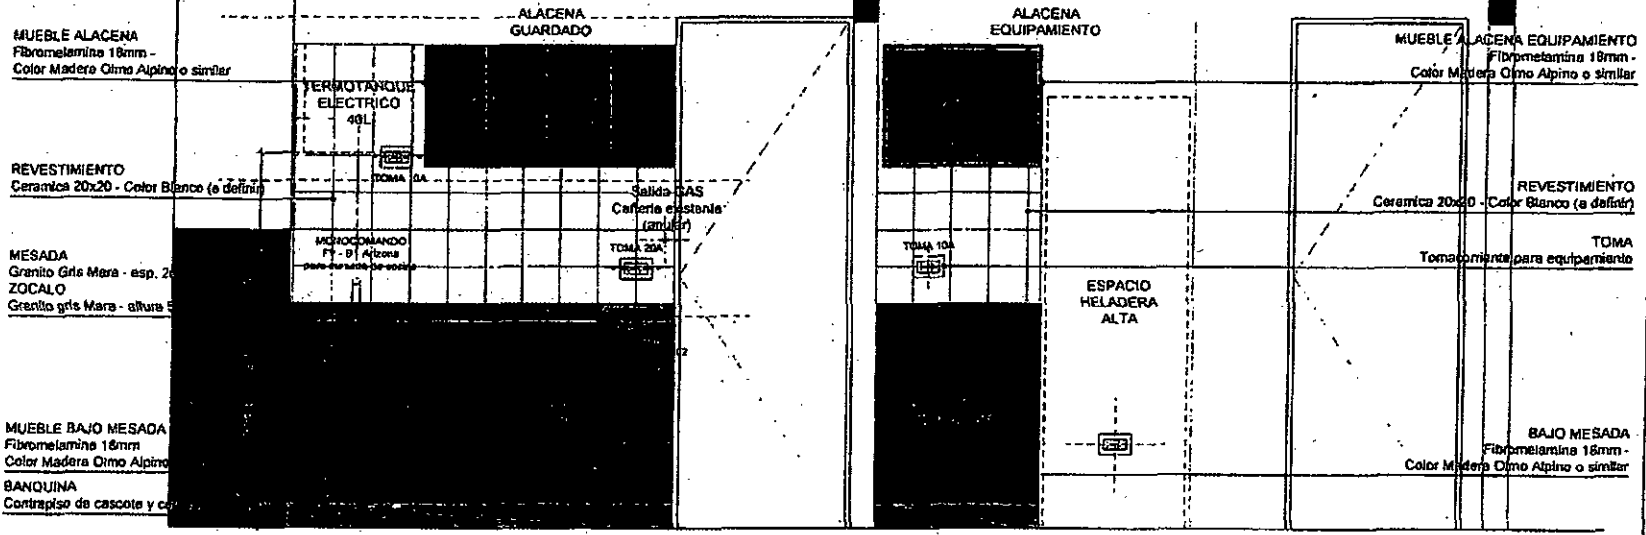 ALACENA
GUARDADO
ALACENA
EQUIPAMIENTO
MUEBLE ALACENA
Fibromelamina 18mm -
Color Madera Olmo Alpino o similar
MUEBLE ALACENA EQUIPAMIENTO
Fibromelamina 18mm -
Color Madera Olmo Alpino o similar
TERMOTANQUE
ELECTRICO
40L
TOMA
REVESTIMIENTO
Ceramica 20x20 - Color Blanco (a definir)
Salida GAS
Cañeria existente
(anular)
REVESTIMIENTO
Ceramica 20x20 - Color Blanco (a definir)
MONOCOMANDO
Arizona
TOMA 20A
TOMA 10A
TOMA
Tomacorriente para equipamiento
MESADA
Granito Gris Mara - esp.
ZOCALO
Granito gris Mara - altura
ESPACIO
HELADERA
ALTA
MUEBLE BAJO MESADA
Fibromelamina 18mm
Color Madera Olmo Alpino
BAJO MESADA
Fibromelamina 18mm -
Color Madera Olmo Alpino o similar
BANQUINA
Contrapiso de cascote y